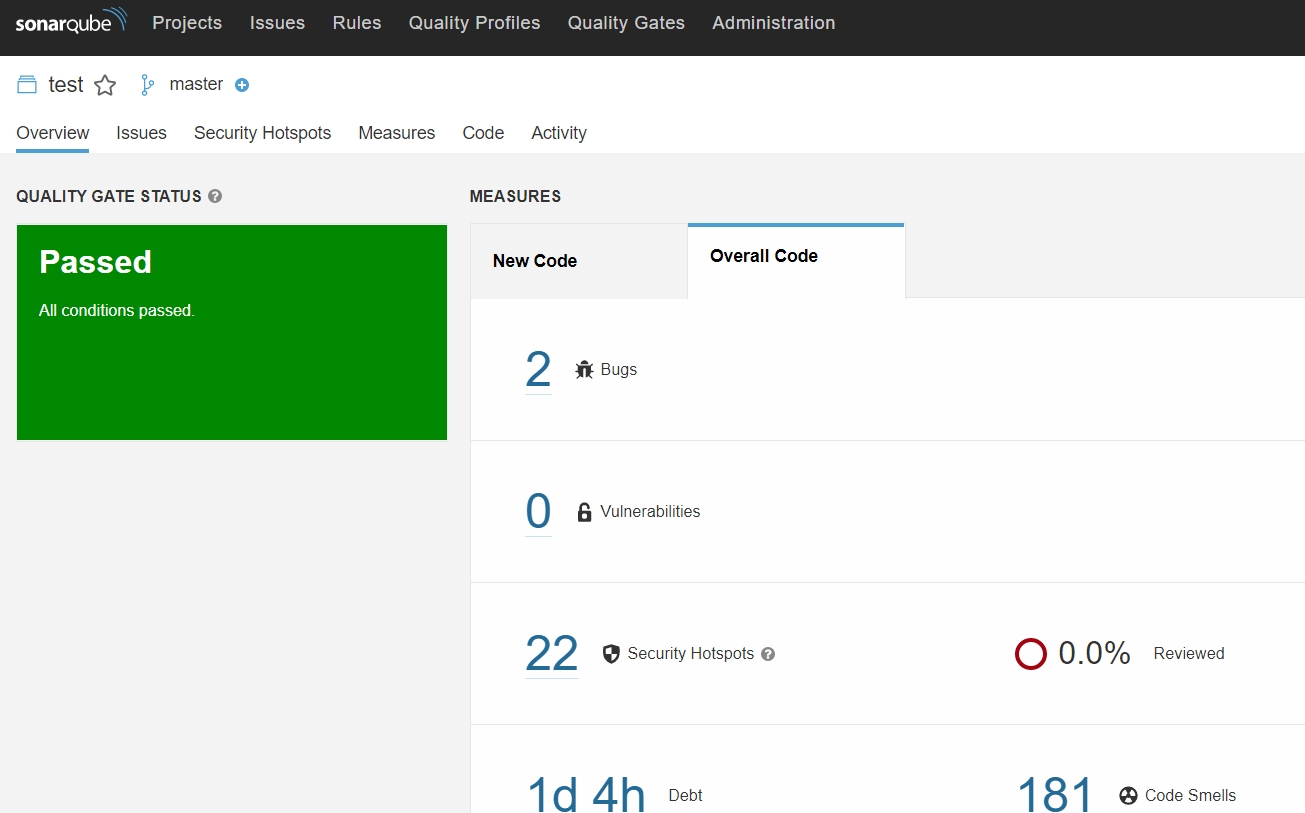 sonarqube Projects Issues Rules Quality Profiles Quality Gates Administration
test master
Overview Issues Security Hotspots Measures Code Activity
QUALITY GATE STATUS ?
MEASURES
Passed
All conditions passed.
New Code
Overall Code
2 Bugs
0 Vulnerabilities
22 Security Hotspots ? 0.0% Reviewed
1d 4h Debt 181 Code Smells